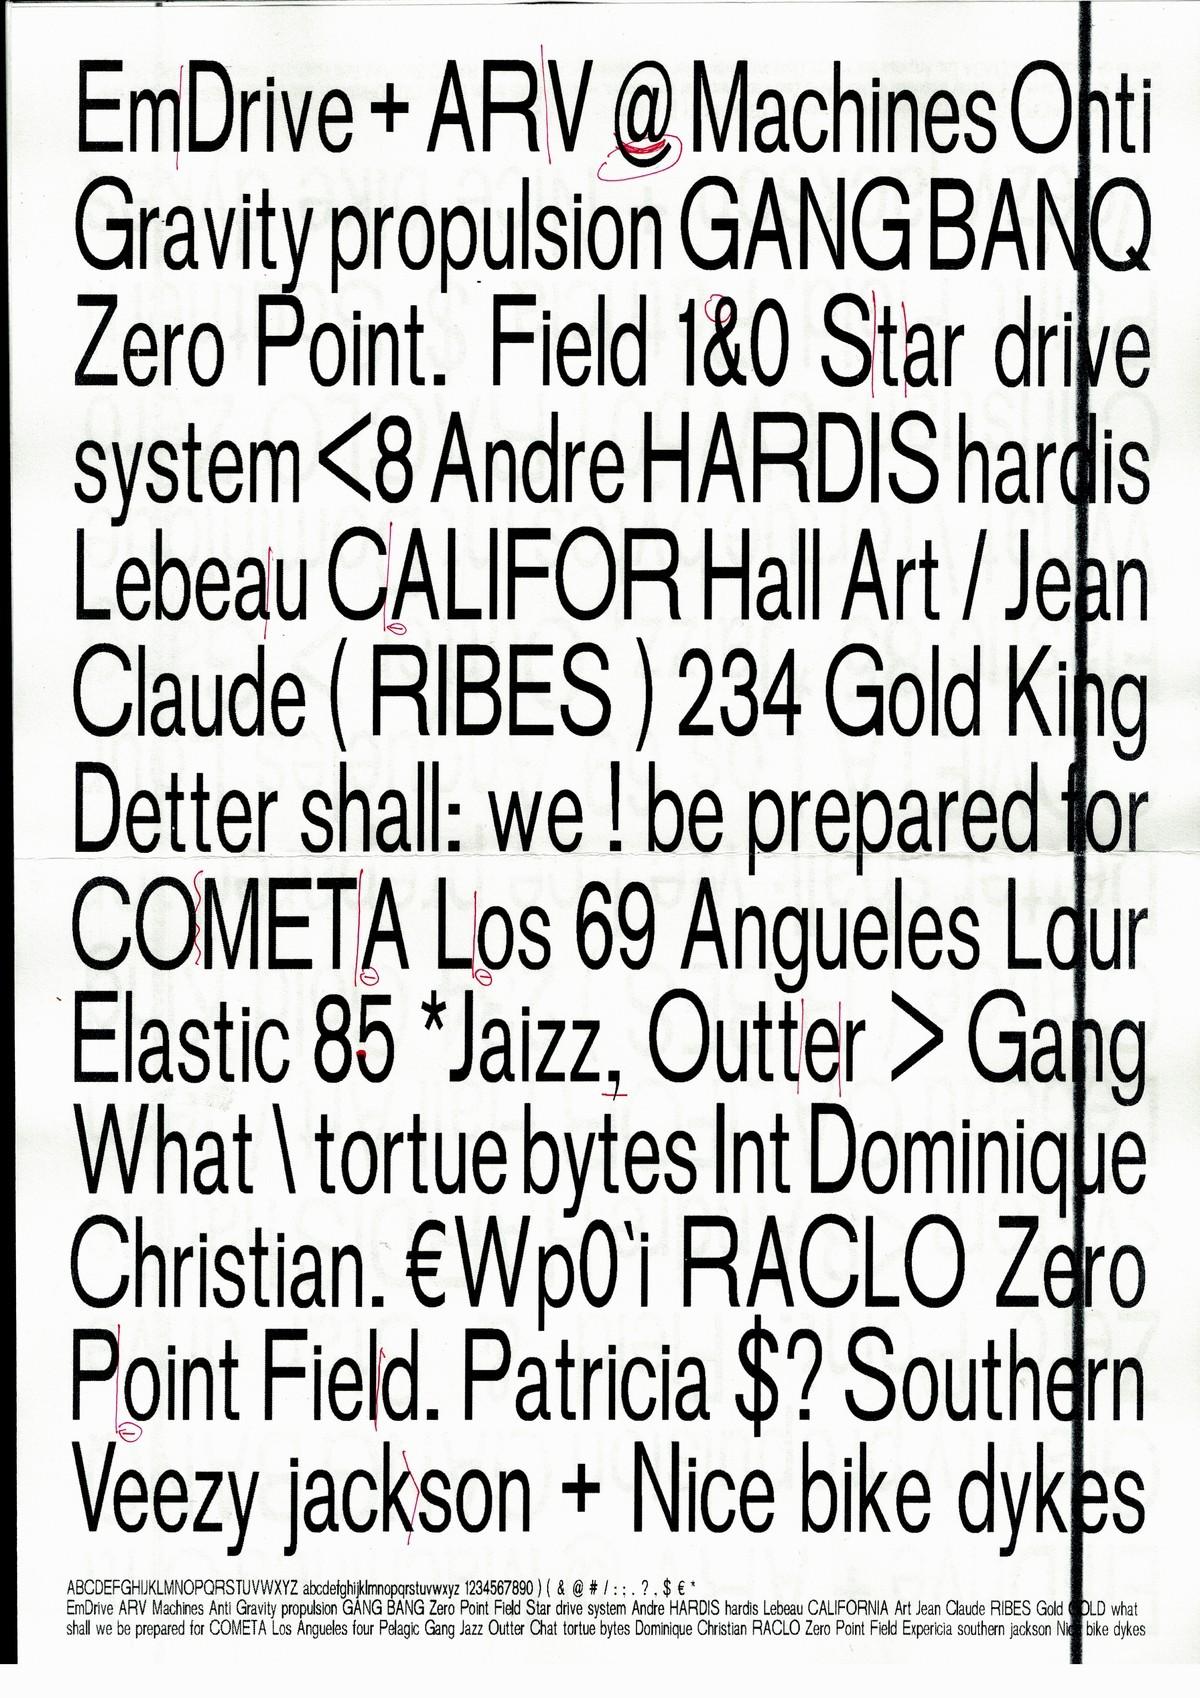 EmDrive + ARV @ Machines Onti
Gravity propulsion GANG BANQ
Zero Point. Field 1&0 Star drive
system <8 Andre HARDIS hardis
Lebeau CALIFOR Hall Art / Jean
Claude ( RIBES ) 234 Gold King
Detter shall: we ! be prepared for
COMETA Los 69 Angueles Lour
Elastic 85 *Jaizz, Outter > Gang
What \ tortue bytes Int Dominique
Christian. €Wp0`i RACLO Zero
Point Field. Patricia $? Southern
Veezy jackson + Nice bike dykes
ABCDEFGHIJKLMNOPQRSTUVWXYZ abcdefghijklmnopqrstuvwxyz 1234567890 ) ( & @ # / : : . ? . $ € *
EmDrive ARV Machines Anti Gravity propulsion GANG BANG Zero Point Field Star drive system Andre HARDIS hardis Lebeau CALIFORNIA Art Jean Claude RIBES Gold GOLD what
shall we be prepared for COMETA Los Angueles four Pelagic Gang Jazz Outter Chat tortue bytes Dominique Christian RACLO Zero Point Field Expericia southern jackson Nice bike dykes